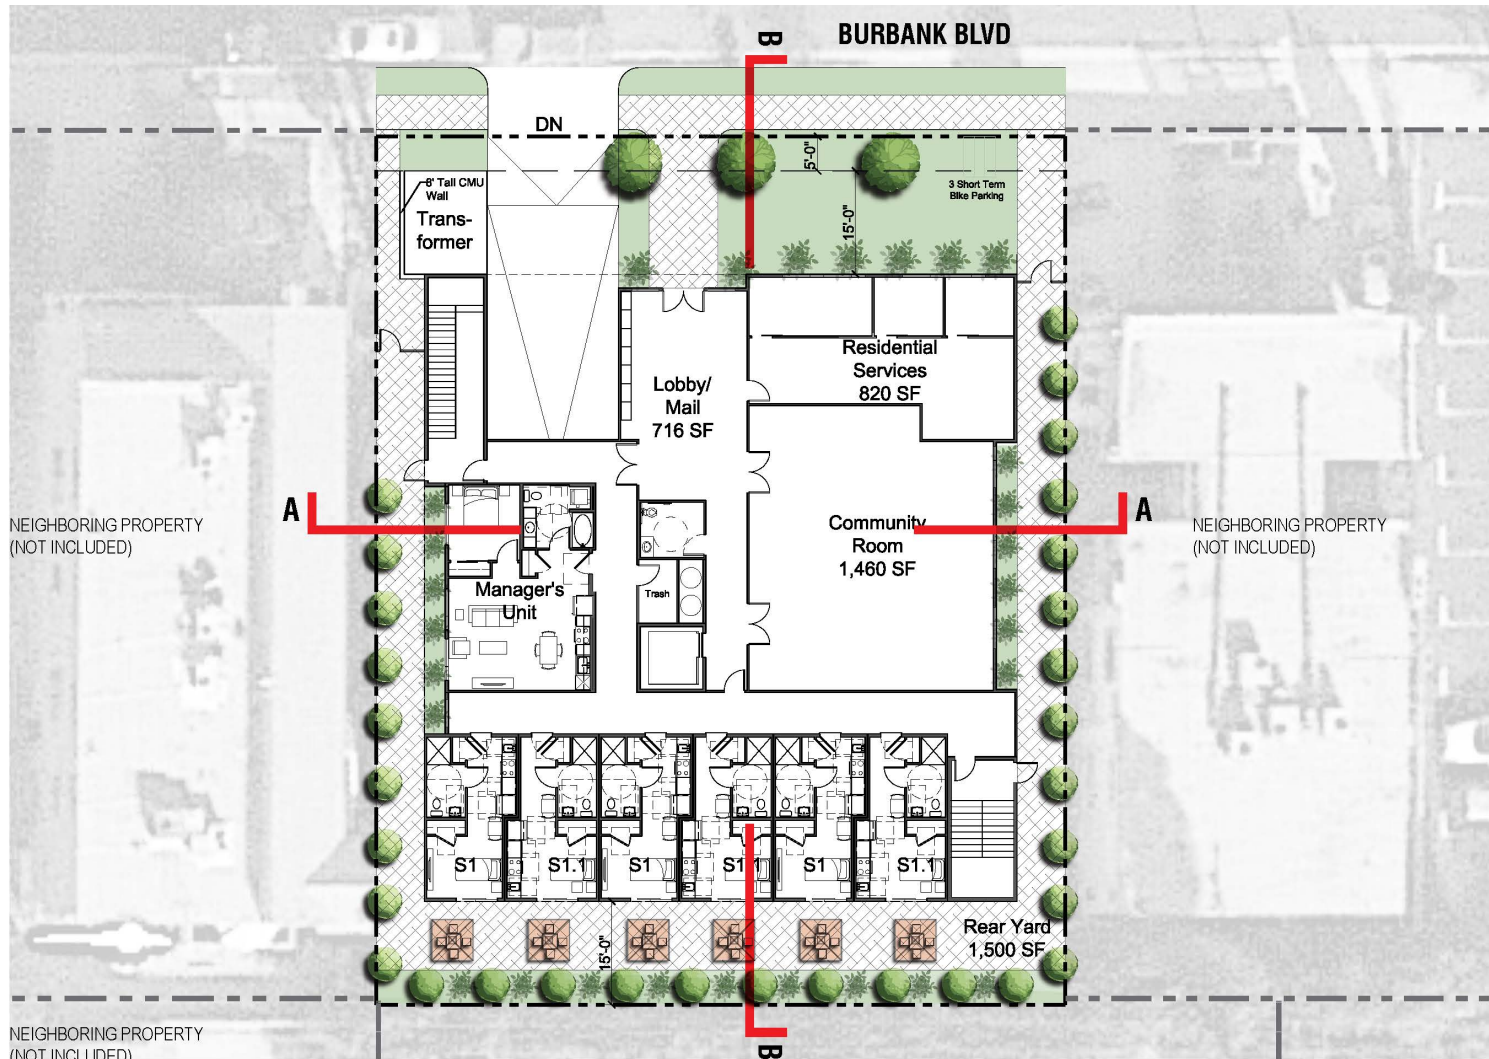 B
BURBANK BLVD
DN
5'-0"
6' Tall CMU
Wall
3 Short Term
Bike Parking
Trans-
former
15'-0"
Residential
Services
820 SF
Lobby/
Mail
716 SF
A
A
NEIGHBORING PROPERTY
(NOT INCLUDED)
Community
Room
1,460 SF
NEIGHBORING PROPERTY
(NOT INCLUDED)
Manager's
Unit
Trash
S1
S1.1
S1
S1.1
S1
S1.1
Rear Yard
1,500 SF
15'-0"
NEIGHBORING PROPERTY
(NOT INCLUDED)
B